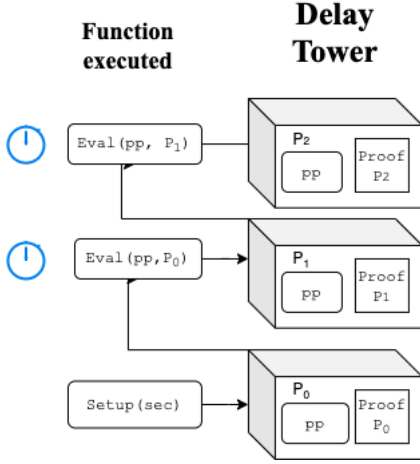 Function
executed
Delay
Tower
Eval(pp, P₁)
P₂
pp
Proof
P₂
Eval(pp,P₀)
P₁
pp
Proof
P₁
Setup(sec)
P₀
pp
Proof
P₀